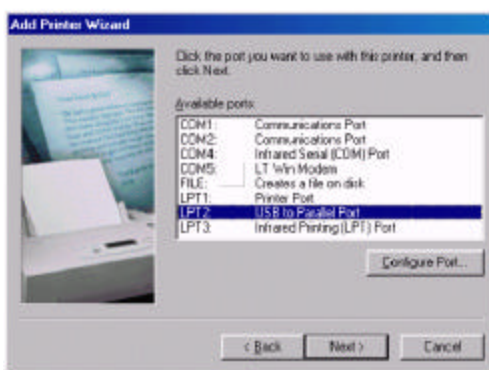 Add Printer Wizard
Click the port you want to use with this printer, and then
click Next.
Available ports:
COM1: Communications Port
COM2: Communications Port
COM4: Infrared Serial (COM) Port
COM5: LT Win Modem
FILE: Creates a file on disk
LPT1: Printer Port
LPT2: USB to Parallel Port
LPT3: Infrared Printing (LPT) Port
Configure Port...
< Back
Next >
Cancel